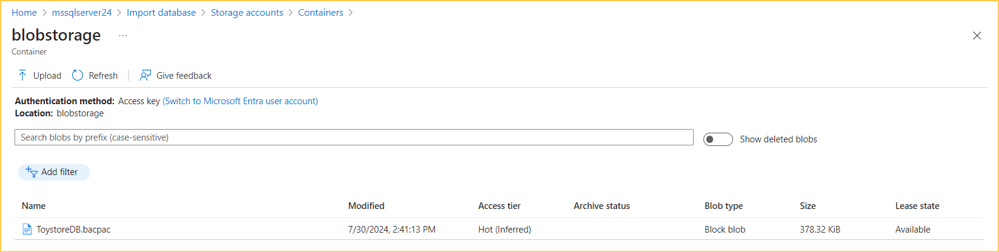 Home > mssqlserver24 > Import database > Storage accounts > Containers >
blobstorage ...
Container
Upload Refresh Give feedback
Authentication method: Access key (Switch to Microsoft Entra user account)
Location: blobstorage
Search blobs by prefix (case-sensitive) Show deleted blobs
Add filter
Name Modified Access tier Archive status Blob type Size Lease state
ToystoreDB.bacpac 7/30/2024, 2:41:13 PM Hot (Inferred) Block blob 378.32 KiB Available